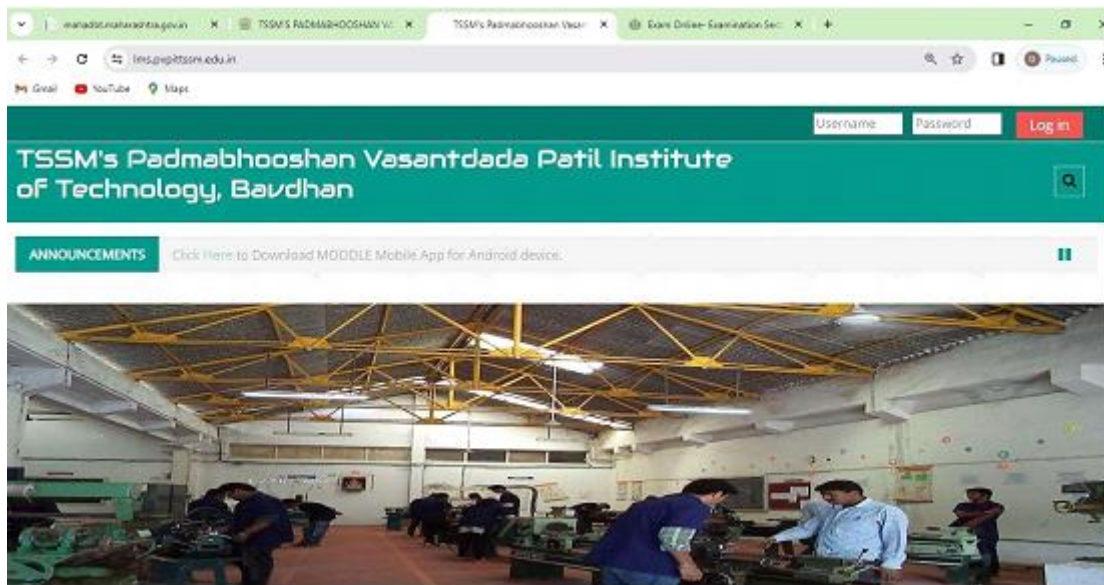 mahadbt.maharashtra.gov.in
TSSM'S PADMABHOOSHAN VA
TSSM's Padmabhooshan Vasan
Exam Online- Examination Sec
lms.pvpittssm.edu.in
Paused
Gmail YouTube Maps
Username Password Log in
TSSM's Padmabhooshan Vasantdada Patil Institute
of Technology, Bavdhan
ANNOUNCEMENTS Click Here to Download MOODLE Mobile App for Android device.